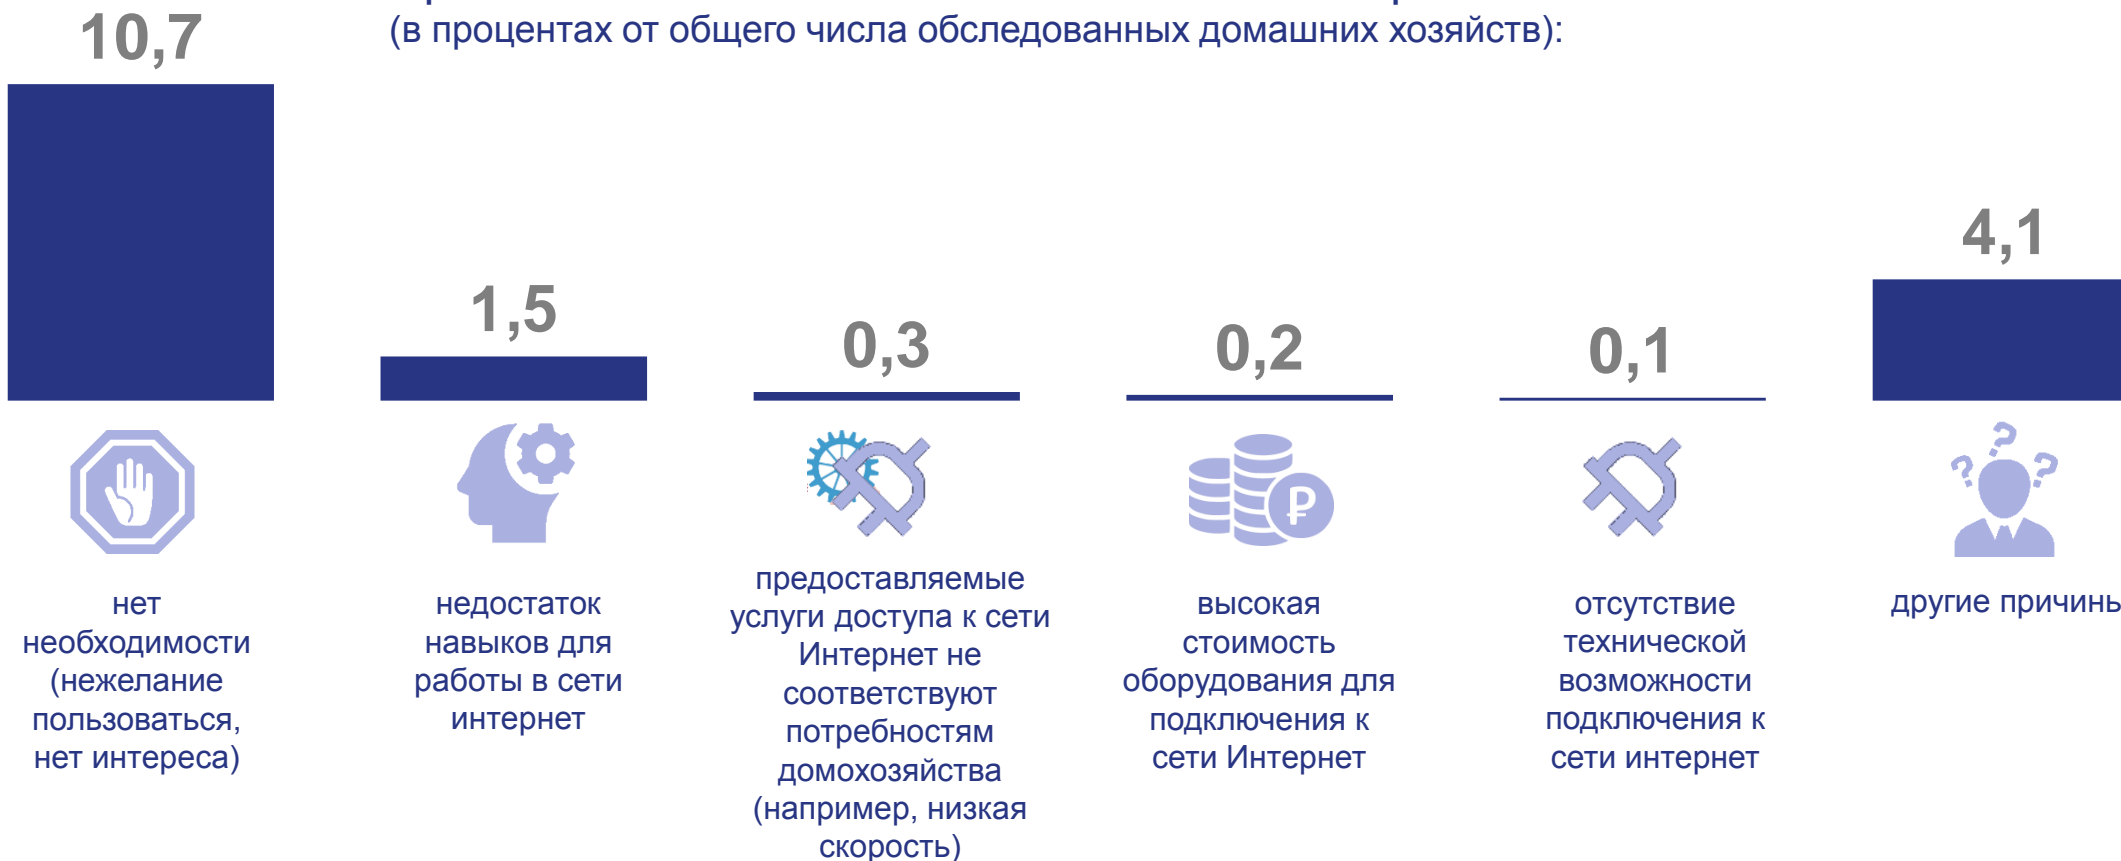 (в процентах от общего числа обследованных домашних хозяйств):
10,7
1,5
0,3
0,2
0,1
4,1
₽
нет
необходимости
(нежелание
пользоваться,
нет интереса)
недостаток
навыков для
работы в сети
интернет
предоставляемые
услуги доступа к сети
Интернет не
соответствуют
потребностям
домохозяйства
(например, низкая
скорость)
высокая
стоимость
оборудования для
подключения к
сети Интернет
отсутствие
технической
возможности
подключения к
сети интернет
другие причины